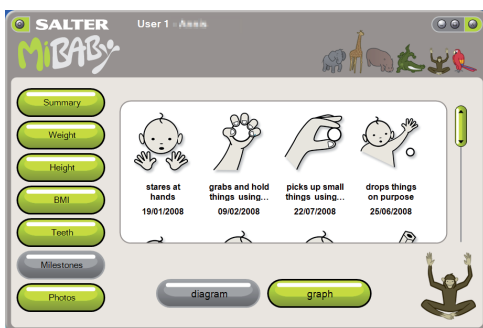 SALTER
User 1 - Annis
MiBABY
Summary
Weight
Height
BMI
Teeth
Milestones
Photos
stares at
hands
19/01/2008
grabs and hold
things using...
09/02/2008
picks up small
things using...
22/07/2008
drops things
on purpose
25/06/2008
diagram
graph